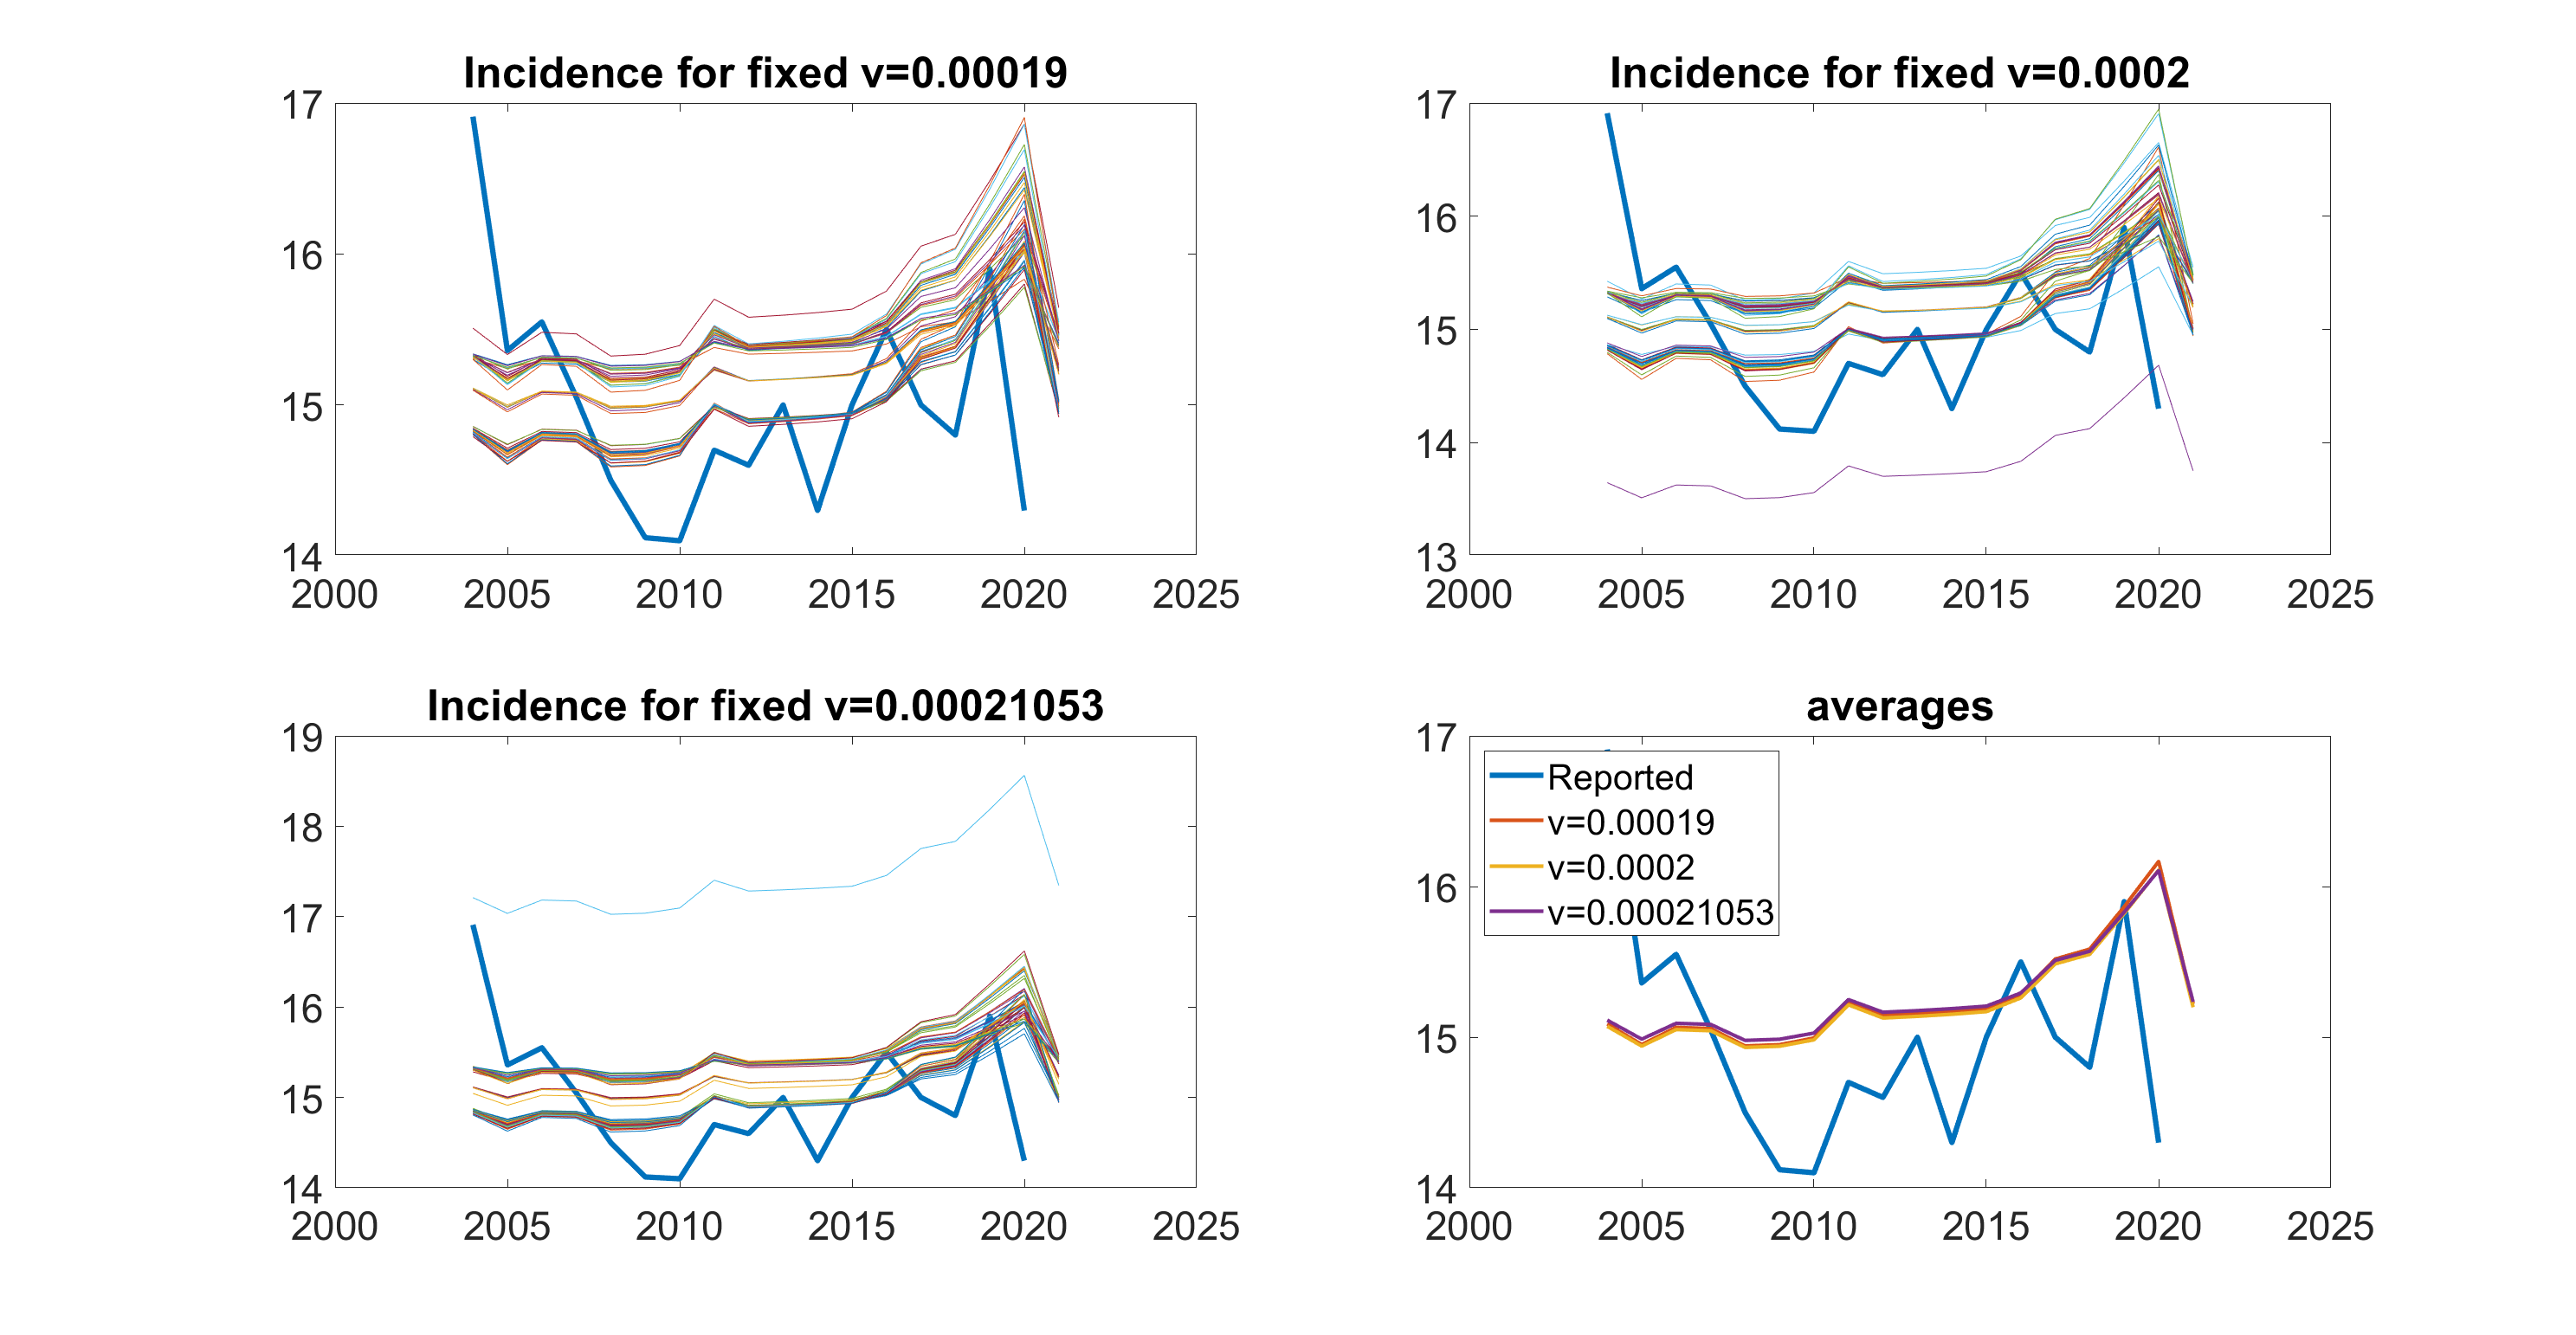 Incidence for fixed v=0.00019
17
16
15
14
2000 2005 2010 2015 2020 2025
Incidence for fixed v=0.0002
17
16
15
14
13
2000 2005 2010 2015 2020 2025
Incidence for fixed v=0.00021053
19
18
17
16
15
14
2000 2005 2010 2015 2020 2025
averages
17
16
15
14
Reported
v=0.00019
v=0.0002
v=0.00021053
2000 2005 2010 2015 2020 2025